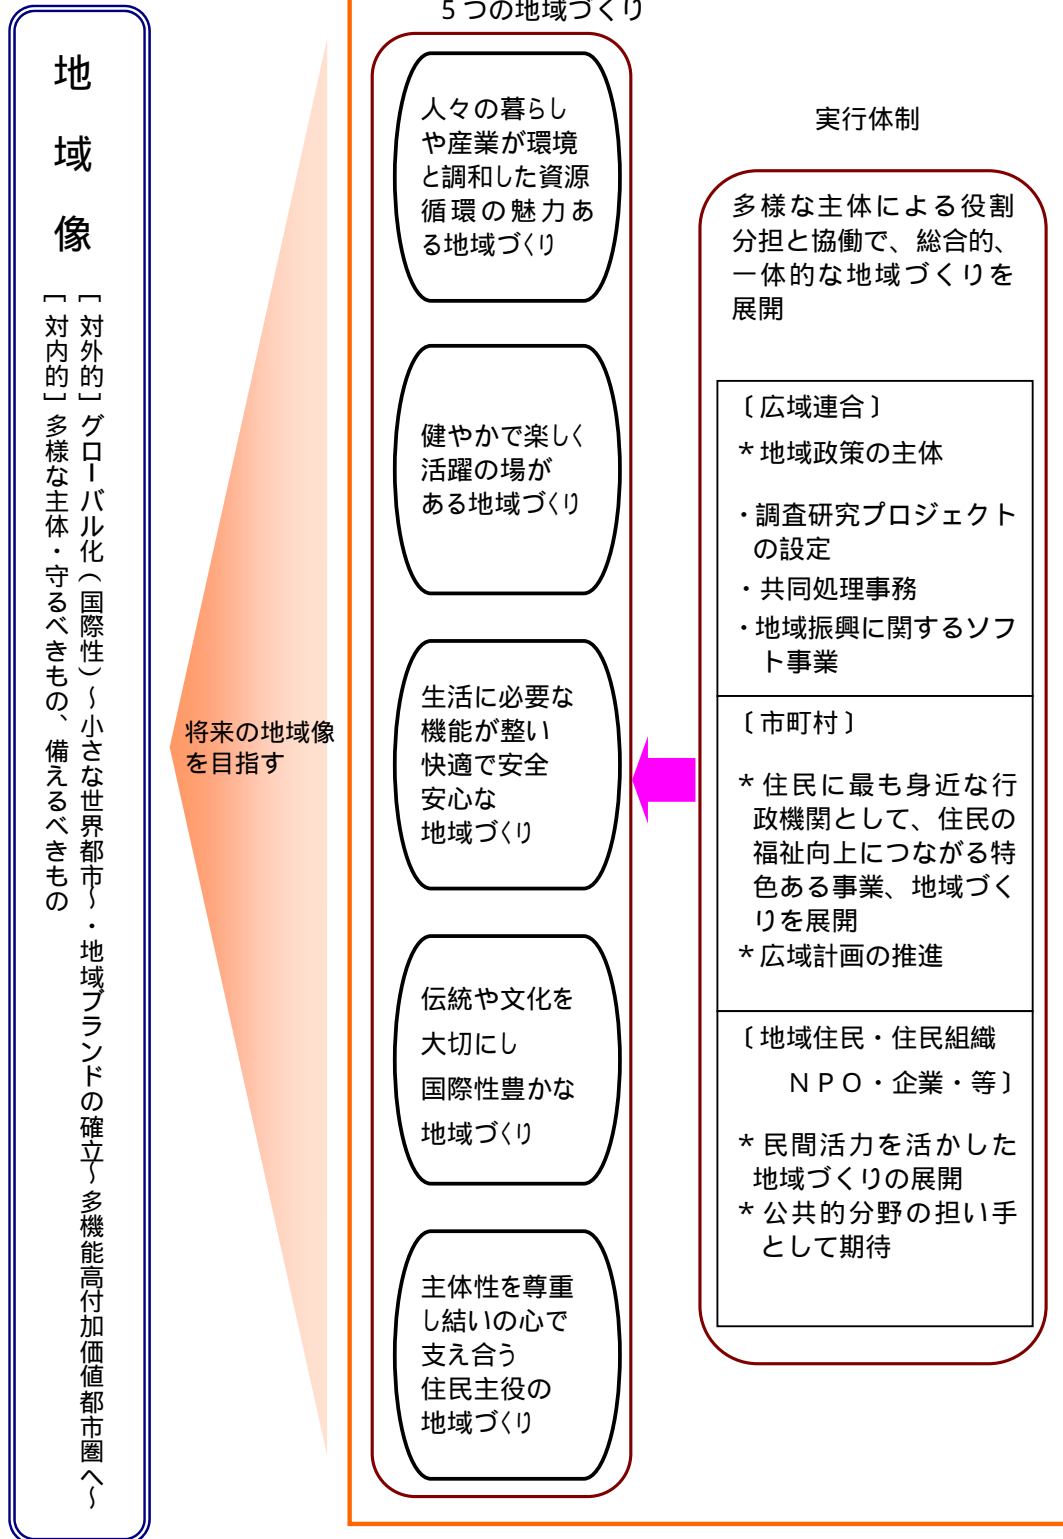 地域像
［対外的］グローバル化（国際性）～小さな世界都市～・地域ブランドの確立～多機能高付加価値都市圏へ～
［対内的］多様な主体・守るべきもの、備えるべきもの
将来の地域像
を目指す
5つの地域づくり
人々の暮らし
や産業が環境
と調和した資源
循環の魅力あ
る地域づくり
健やかで楽しく
活躍の場が
ある地域づくり
生活に必要な
機能が整い
快適で安全
安心な
地域づくり
伝統や文化を
大切にし
国際性豊かな
地域づくり
主体性を尊重
し結いの心で
支え合う
住民主役の
地域づくり
実行体制
多様な主体による役割
分担と協働で、総合的、
一体的な地域づくりを
展開
〔広域連合〕
＊地域政策の主体
・調査研究プロジェクト
の設定
・共同処理事務
・地域振興に関するソフ
ト事業
〔市町村〕
＊住民に最も身近な行
政機関として、住民の
福祉向上につながる特
色ある事業、地域づく
りを展開
＊広域計画の推進
〔地域住民・住民組織
ＮＰＯ・企業・等〕
＊民間活力を活かした
地域づくりの展開
＊公共的分野の担い手
として期待